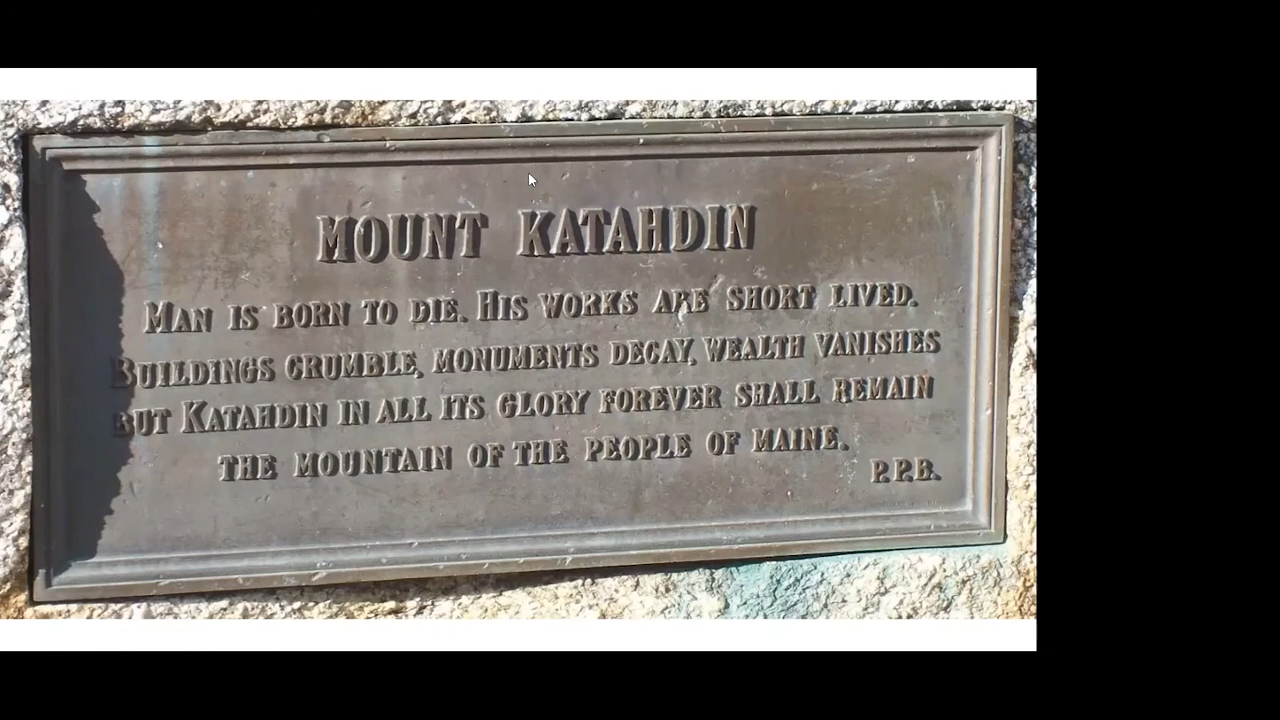 MOUNT KATAHDIN
MAN IS BORN TO DIE. HIS WORKS ARE SHORT LIVED.
BUILDINGS CRUMBLE, MONUMENTS DECAY, WEALTH VANISHES
BUT KATAHDIN IN ALL ITS GLORY FOREVER SHALL REMAIN
THE MOUNTAIN OF THE PEOPLE OF MAINE.
P.P.B.